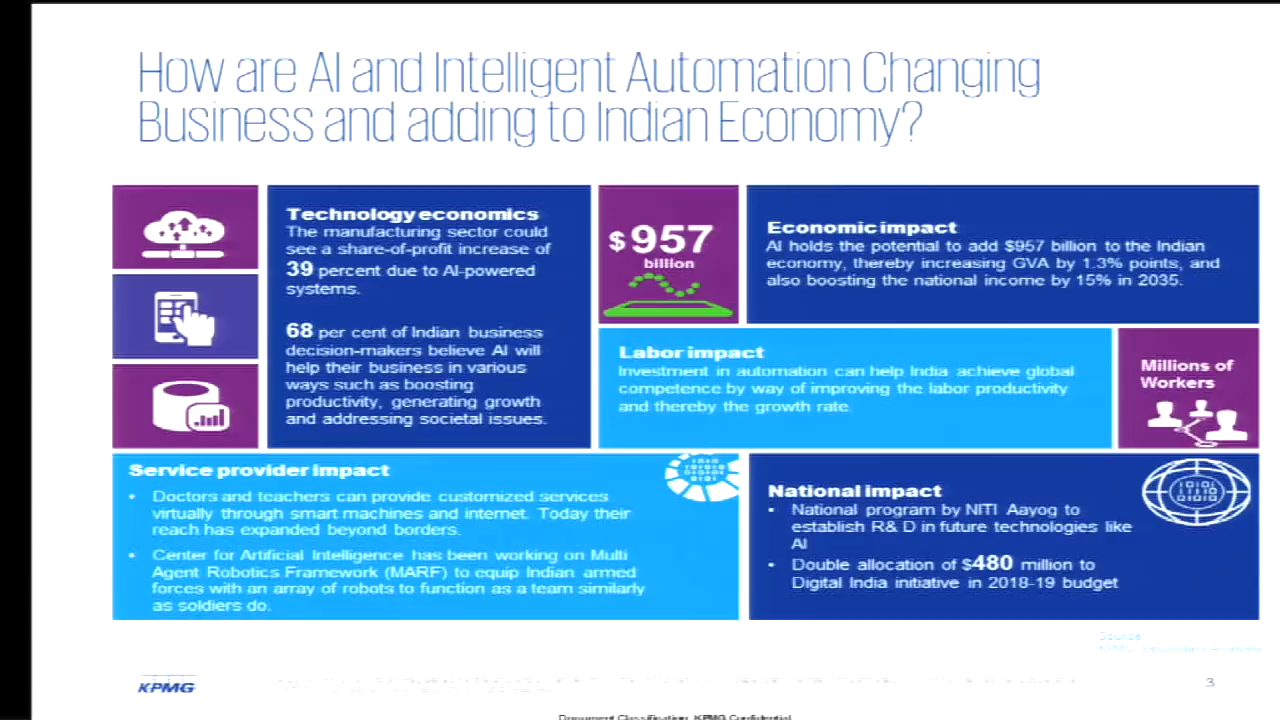 How are AI and Intelligent Automation Changing
Business and adding to Indian Economy?
Technology economics
The manufacturing sector could
see a share-of-profit increase of
39 percent due to AI-powered
systems.
68 per cent of Indian business
decision-makers believe AI will
help their business in various
ways such as boosting
productivity, generating growth
and addressing societal issues.
$957
billion
Economic impact
AI holds the potential to add $957 billion to the Indian
economy, thereby increasing GVA by 1.3% points, and
also boosting the national income by 15% in 2035.
Labor impact
Investment in automation can help India achieve global
competence by way of improving the labor productivity
and thereby the growth rate.
Millions of
Workers
Service provider impact
• Doctors and teachers can provide customized services
virtually through smart machines and internet. Today their
reach has expanded beyond borders.
• Center for Artificial Intelligence has been working on Multi
Agent Robotics Framework (MARF) to equip Indian armed
forces with an array of robots to function as a team similarly
as soldiers do.
National impact
• National program by NITI Aayog to
establish R& D in future technologies like
AI
• Double allocation of $480 million to
Digital India initiative in 2018-19 budget
Source
KPMG
KPMG
3
Document Classification: KPMG Confidential